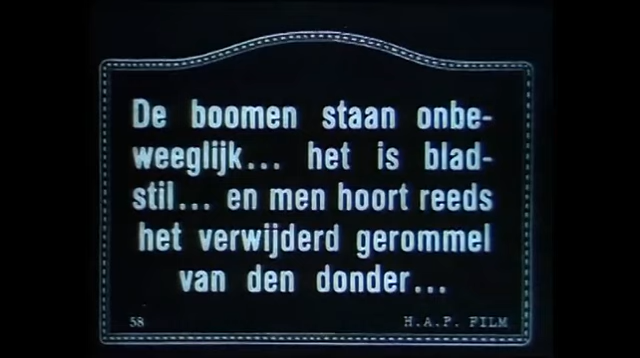 De boomen staan onbe-
weeglijk... het is blad-
stil... en men hoort reeds
het verwijderd gerommel
van den donder...
58 H.A.P. FILM